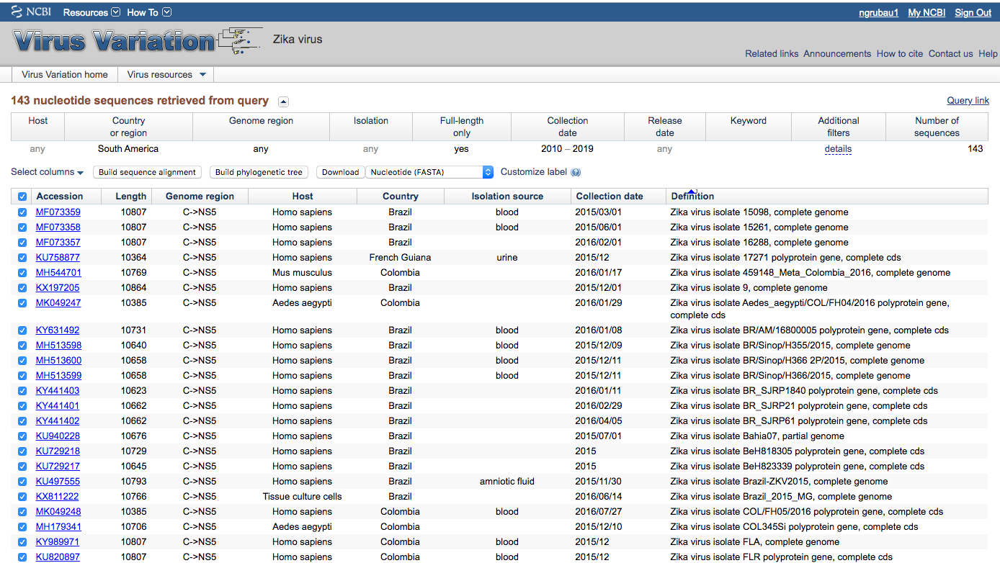 NCBI Resources How To ngrubau1 My NCBI Sign Out
Virus Variation Zika virus
Related links Announcements How to cite Contact us Help
Virus Variation home Virus resources
143 nucleotide sequences retrieved from query Query link
Host Country or region Genome region Isolation Full-length only Collection date Release date Keyword Additional filters Number of sequences
any South America any any yes 2010 – 2019 any details 143
Select columns Build sequence alignment Build phylogenetic tree Download Nucleotide (FASTA) Customize label
Accession Length Genome region Host Country Isolation source Collection date Definition
MF073359 10807 C->NS5 Homo sapiens Brazil blood 2015/03/01 Zika virus isolate 15098, complete genome
MF073358 10807 C->NS5 Homo sapiens Brazil blood 2015/06/01 Zika virus isolate 15261, complete genome
MF073357 10807 C->NS5 Homo sapiens Brazil 2016/02/01 Zika virus isolate 16288, complete genome
KU758877 10364 C->NS5 Homo sapiens French Guiana urine 2015/12 Zika virus isolate 17271 polyprotein gene, complete cds
MH544701 10769 C->NS5 Mus musculus Colombia 2016/01/17 Zika virus isolate 459148_Meta_Colombia_2016, complete genome
KX197205 10864 C->NS5 Homo sapiens Brazil 2015/12/01 Zika virus isolate 9, complete genome
MK049247 10385 C->NS5 Aedes aegypti Colombia 2016/01/29 Zika virus isolate Aedes_aegypti/COL/FH04/2016 polyprotein gene,
complete cds
KY631492 10731 C->NS5 Homo sapiens Brazil blood 2016/01/08 Zika virus isolate BR/AM/16800005 polyprotein gene, complete cds
MH513598 10640 C->NS5 Homo sapiens Brazil blood 2015/12/09 Zika virus isolate BR/Sinop/H355/2015, complete genome
MH513600 10658 C->NS5 Homo sapiens Brazil blood 2015/12/11 Zika virus isolate BR/Sinop/H366 2P/2015, complete genome
MH513599 10658 C->NS5 Homo sapiens Brazil blood 2015/12/11 Zika virus isolate BR/Sinop/H366/2015, complete genome
KY441403 10623 C->NS5 Homo sapiens Brazil 2016/01/11 Zika virus isolate BR_SJRP1840 polyprotein gene, complete cds
KY441401 10662 C->NS5 Homo sapiens Brazil 2016/02/29 Zika virus isolate BR_SJRP21 polyprotein gene, complete cds
KY441402 10662 C->NS5 Homo sapiens Brazil 2016/04/05 Zika virus isolate BR_SJRP61 polyprotein gene, complete cds
KU940228 10676 C->NS5 Homo sapiens Brazil 2015/07/01 Zika virus isolate Bahia07, partial genome
KU729218 10729 C->NS5 Homo sapiens Brazil 2015 Zika virus isolate BeH818305 polyprotein gene, complete cds
KU729217 10645 C->NS5 Homo sapiens Brazil 2015 Zika virus isolate BeH823339 polyprotein gene, complete cds
KU497555 10793 C->NS5 Homo sapiens Brazil amniotic fluid 2015/11/30 Zika virus isolate Brazil-ZKV2015, complete genome
KX811222 10766 C->NS5 Tissue culture cells Brazil 2016/06/14 Zika virus isolate Brazil_2015_MG, complete genome
MK049248 10385 C->NS5 Homo sapiens Colombia blood 2016/07/27 Zika virus isolate COL/FH05/2016 polyprotein gene, complete cds
MH179341 10706 C->NS5 Aedes aegypti Colombia 2015/12/10 Zika virus isolate COL345Si polyprotein gene, complete cds
KY989971 10807 C->NS5 Homo sapiens Colombia blood 2015/12 Zika virus isolate FLA, complete genome
KU820897 10807 C->NS5 Homo sapiens Colombia blood 2015/12 Zika virus isolate FLR polyprotein gene, complete cds